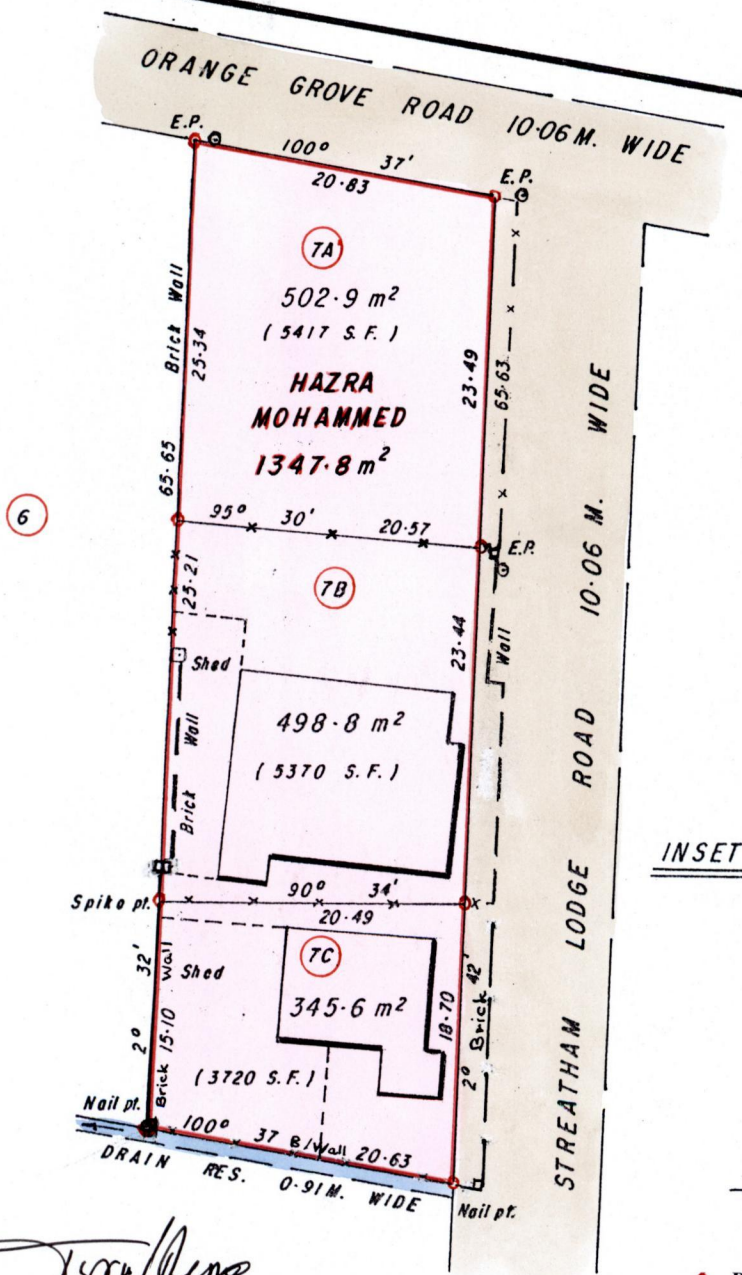 ORANGE GROVE ROAD 10·06 M. WIDE
E.P.
100° 37'
20·83
E.P.
7A
502·9 m²
( 5417 S.F. )
HAZRA
MOHAMMED
1347·8 m²
Brick Wall
25·34
65·65
23·49
65·63
6
95° 30' 20·57
E.P.
7B
25·21
23·44
Wall
Shed
Brick Wall
498·8 m²
( 5370 S.F. )
STREATHAM LODGE ROAD 10·06 M. WIDE
INSET
90° 34'
20·49
Spike pt.
7C
Shed
345·6 m²
( 3720 S.F. )
2° 32'
Brick Wall
15·10
18·70
2° 42'
Brick
Nail pt.
100° 37 B/Wall 20·63
DRAIN RES. 0·91 M. WIDE
Nail pt.